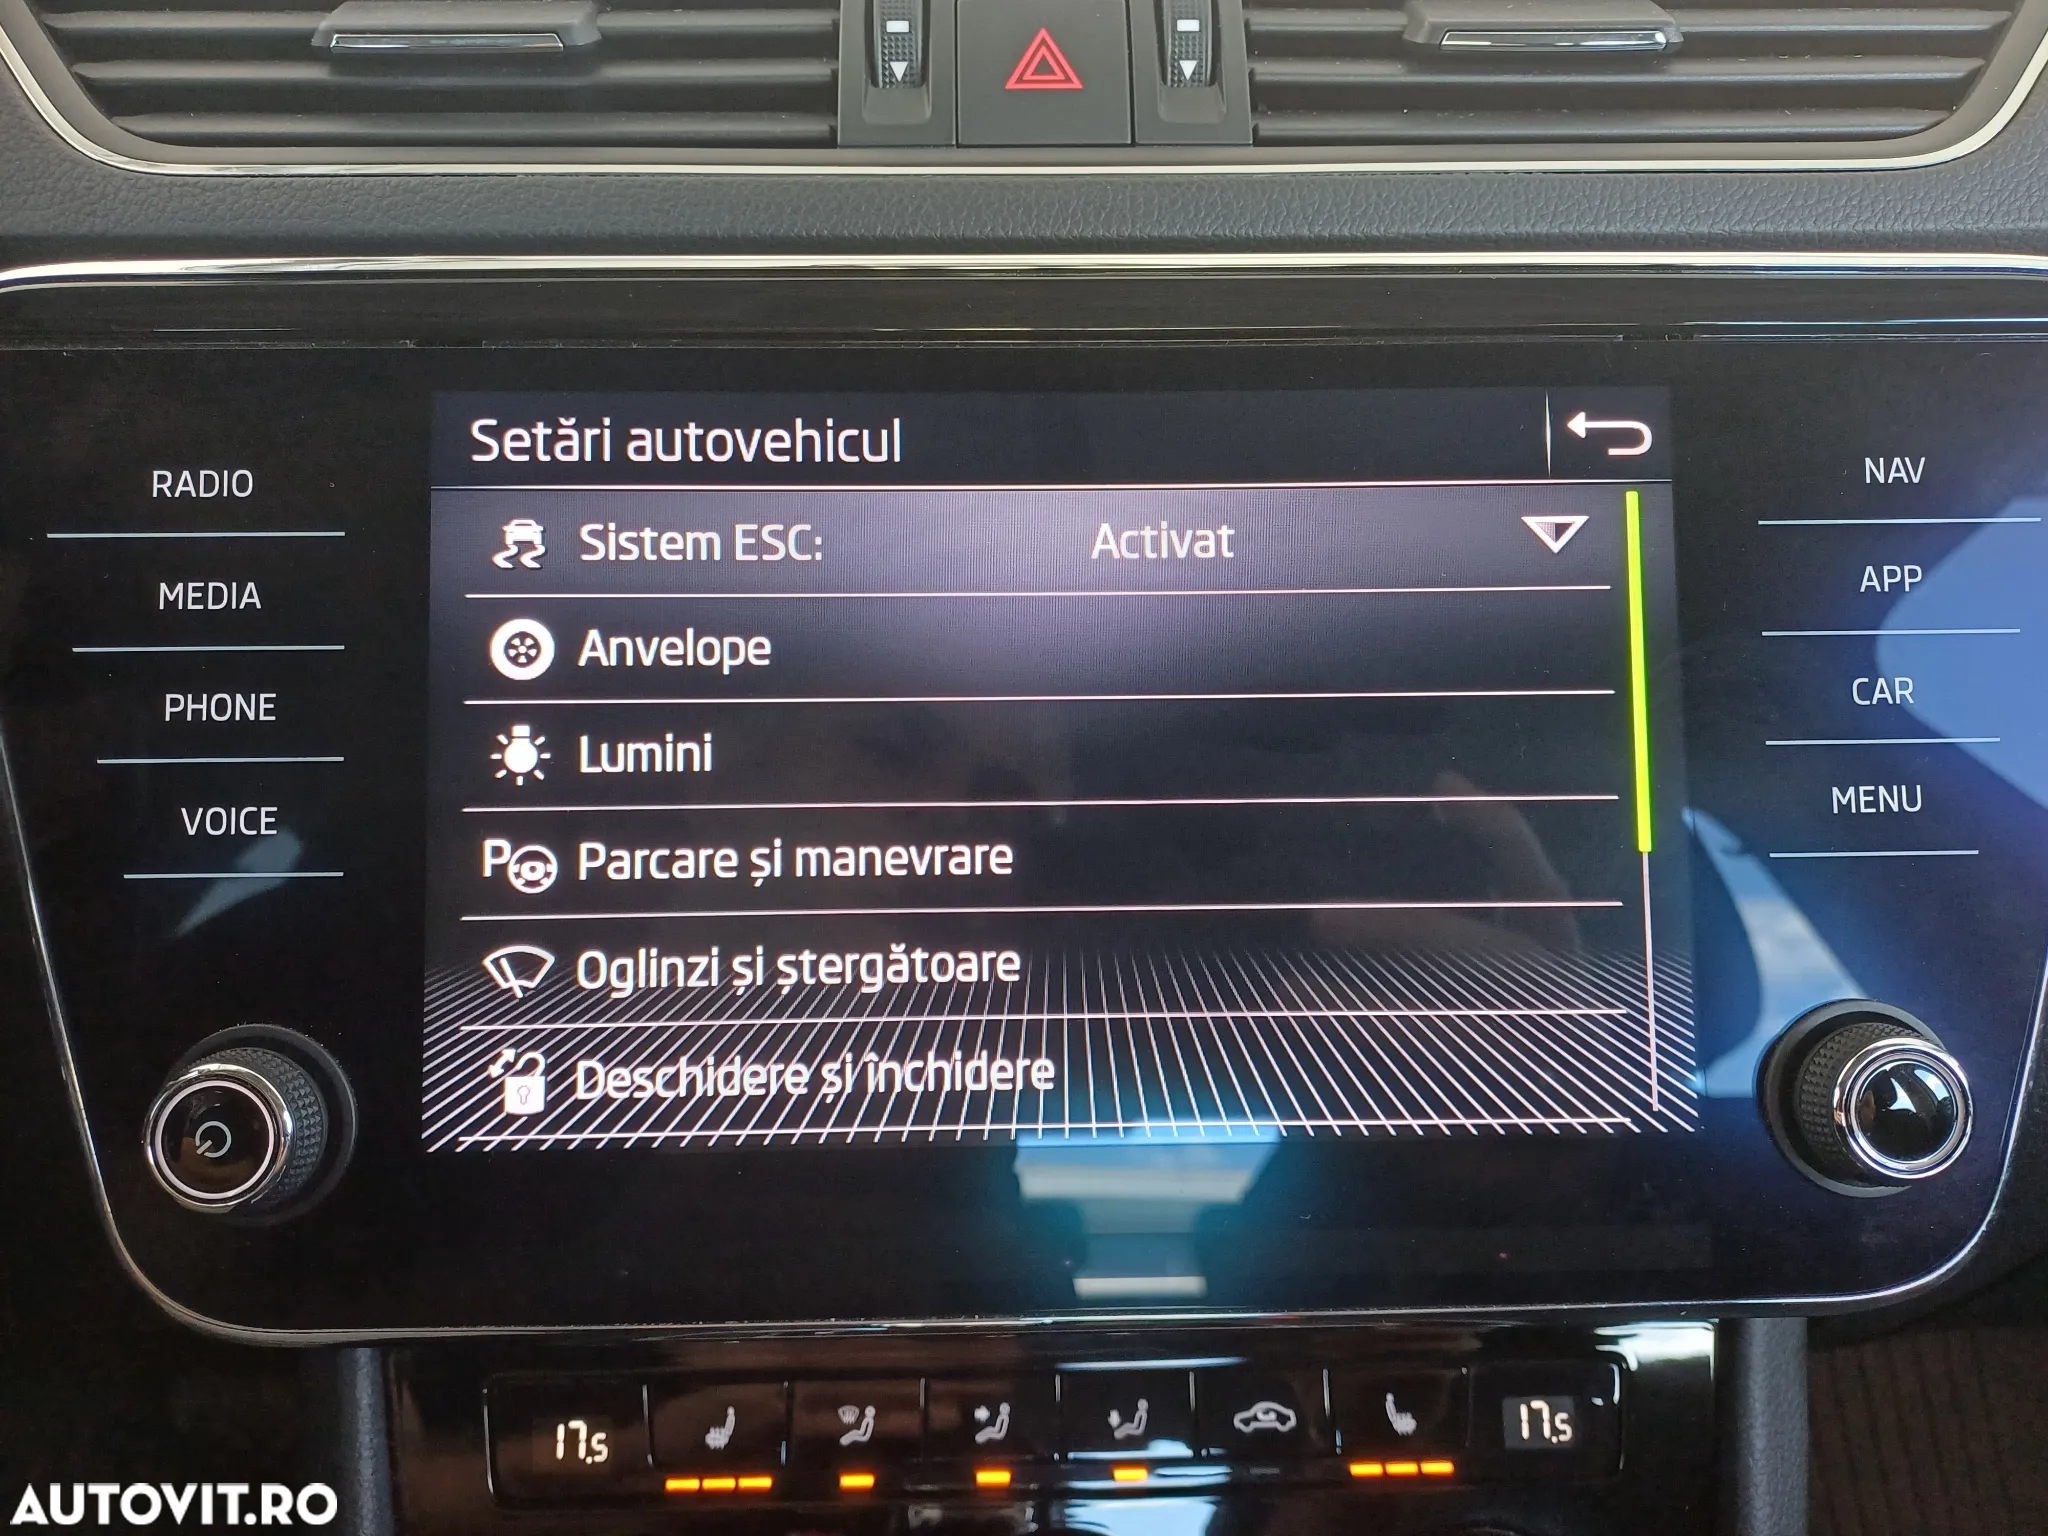 Setări autovehicul
RADIO
MEDIA
PHONE
VOICE
Sistem ESC: Activat
Anvelope
Lumini
Parcare și manevrare
Oglinzi și ștergătoare
Deschidere și închidere
NAV
APP
CAR
MENU
17.5
17.5
AUTOVIT.RO